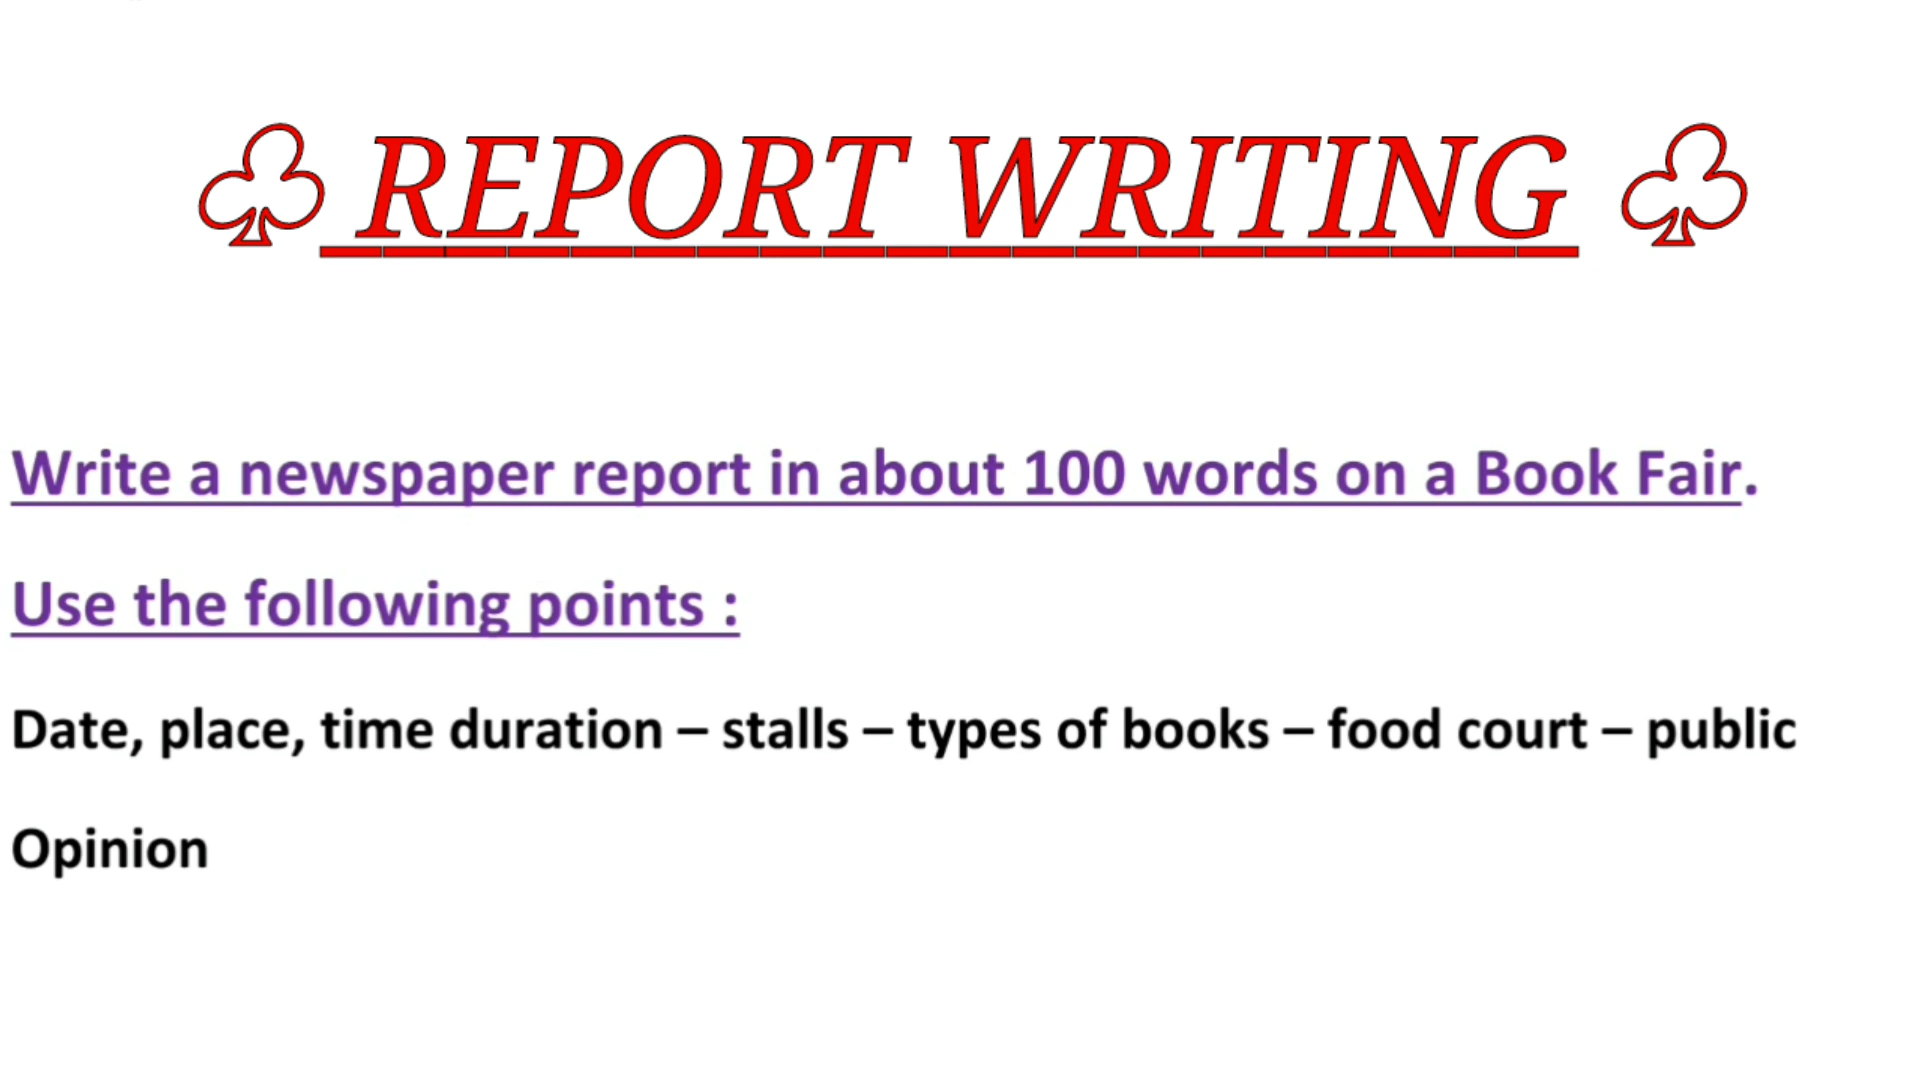 ♧ REPORT WRITING ♧
Write a newspaper report in about 100 words on a Book Fair.
Use the following points :
Date, place, time duration – stalls – types of books – food court – public
Opinion